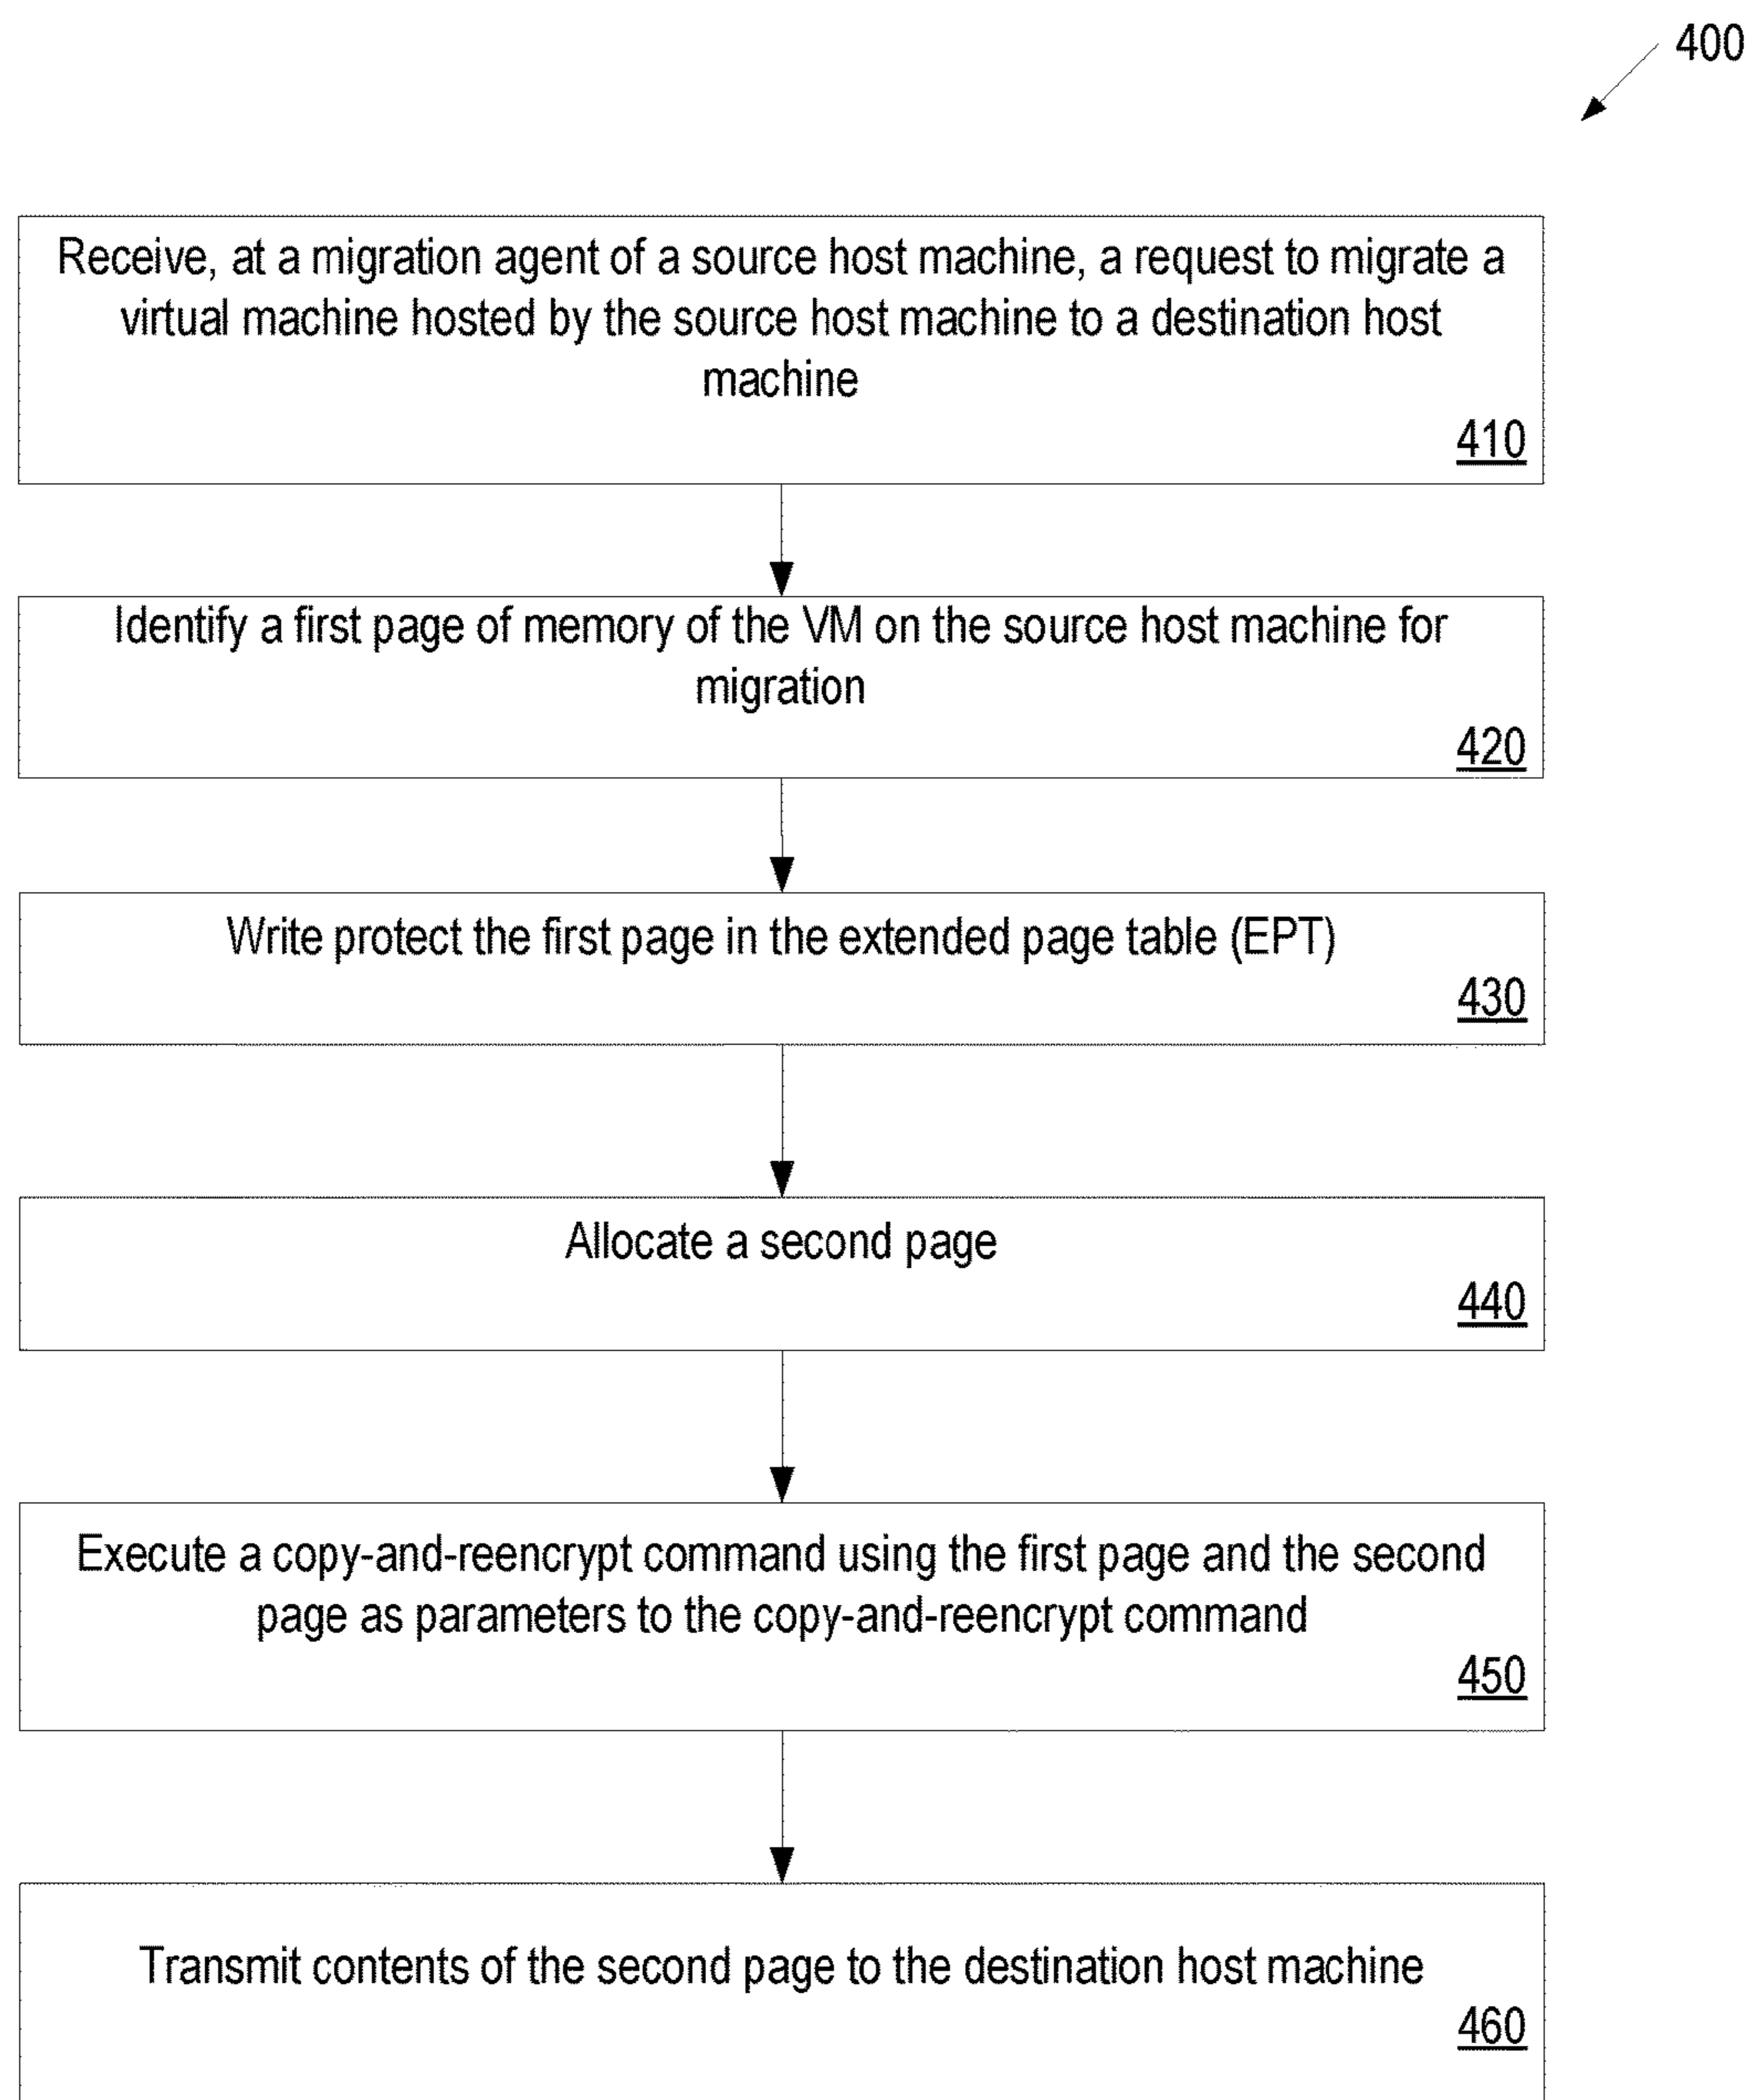 400
Receive, at a migration agent of a source host machine, a request to migrate a
virtual machine hosted by the source host machine to a destination host
machine
410
Identify a first page of memory of the VM on the source host machine for
migration
420
Write protect the first page in the extended page table (EPT)
430
Allocate a second page
440
Execute a copy-and-reencrypt command using the first page and the second
page as parameters to the copy-and-reencrypt command
450
Transmit contents of the second page to the destination host machine
460